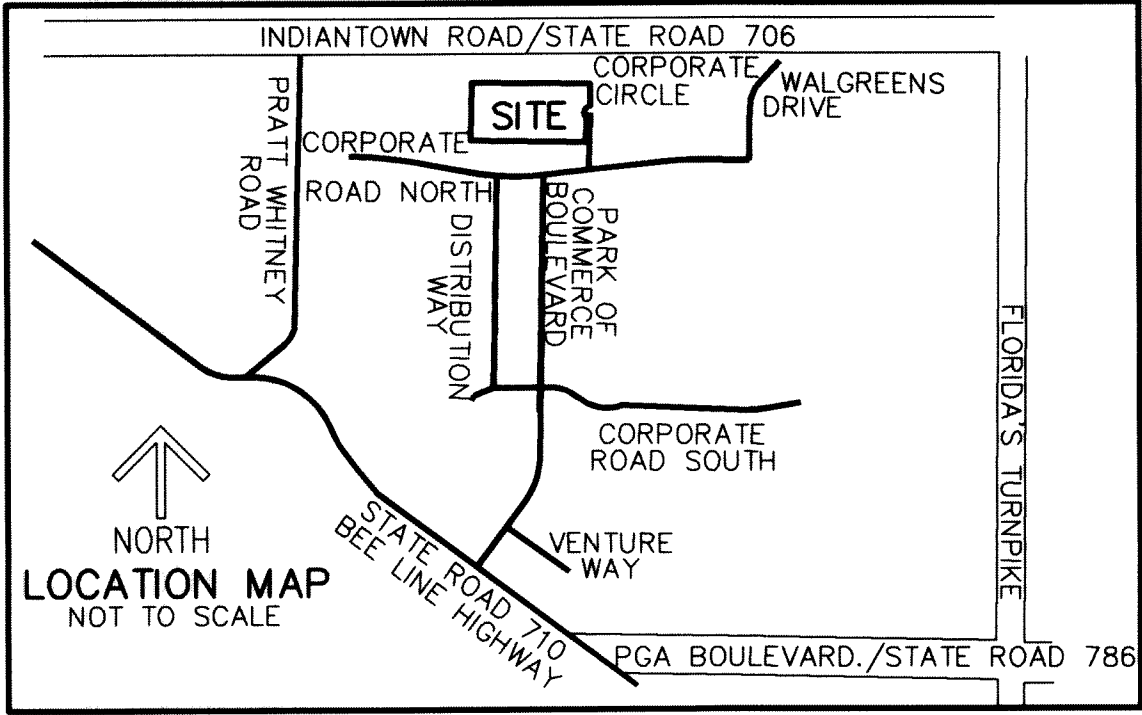 INDIANTOWN ROAD/STATE ROAD 706
CORPORATE
CIRCLE
WALGREENS
DRIVE
SITE
PRATT WHITNEY
ROAD
CORPORATE
ROAD NORTH
DISTRIBUTION
WAY
PARK OF
COMMERCE
BOULEVARD
FLORIDA'S TURNPIKE
CORPORATE
ROAD SOUTH
NORTH
LOCATION MAP
NOT TO SCALE
STATE ROAD 710
BEE LINE HIGHWAY
VENTURE
WAY
PGA BOULEVARD./STATE ROAD 786